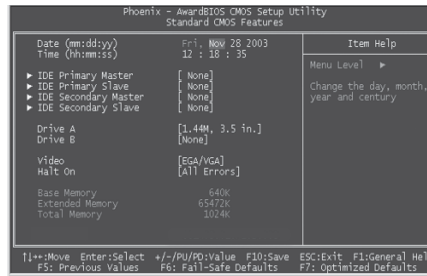 Phoenix - AwardBIOS CMOS Setup Utility
Standard CMOS Features
Date (mm:dd:yy) Fri, Nov 28 2003
Time (hh:mm:ss) 12 : 18 : 35
► IDE Primary Master [ None]
► IDE Primary Slave [ None]
► IDE Secondary Master [ None]
► IDE Secondary Slave [ None]
Drive A [1.44M, 3.5 in.]
Drive B [None]
Video [EGA/VGA]
Halt On [All Errors]
Base Memory 640K
Extended Memory 65472K
Total Memory 1024K
Item Help
Menu Level ►
Change the day, month,
year and century
↑↓↔:Move Enter:Select +/-/PU/PD:Value F10:Save ESC:Exit F1:General Hel
F5: Previous Values F6: Fail-Safe Defaults F7: Optimized Defaults